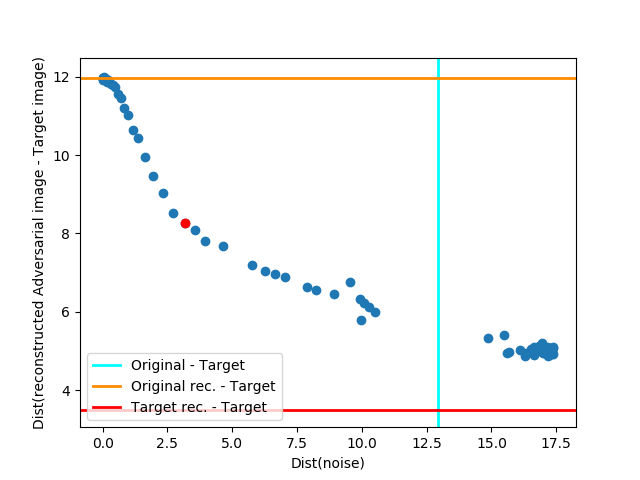 12
10
8
6
4
0.0 2.5 5.0 7.5 10.0 12.5 15.0 17.5
Dist(noise)
Dist(reconstructed Adversarial image - Target image)
Original - Target
Original rec. - Target
Target rec. - Target